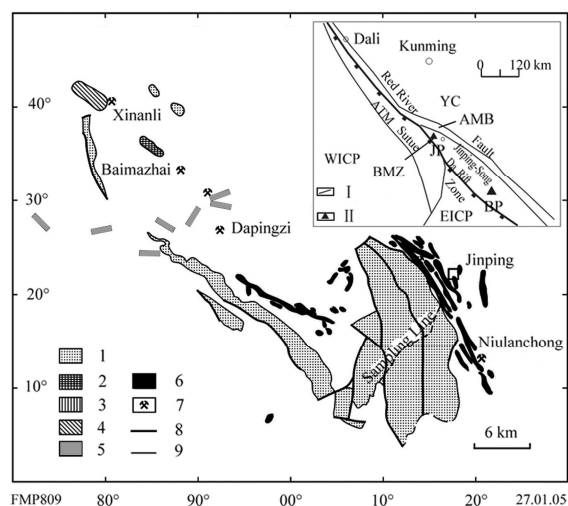 Dali
Kunming
0 120 km
Red River
YC
ATM
AMB
Fault
Suture
JP
Jinping-Song
Da Rift
WICP
BMZ
Zone
BP
I
II
EICP
40°
Xinanli
Baimazhai
30°
Dapingzi
Jinping
20°
Sampling Line
Niulanchong
1
6
2
7
10°
3
8
4
9
5
6 km
FMP809
80°
90°
00°
10°
20°
27.01.05